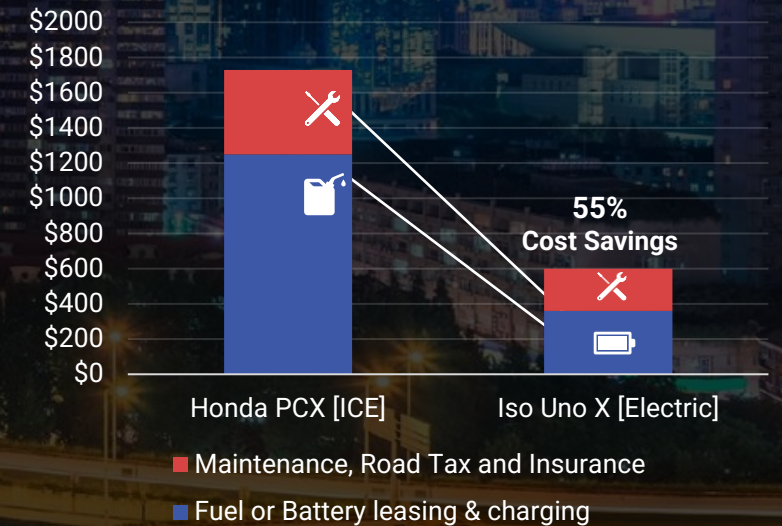 $2000
$1800
$1600
$1400
$1200
$1000
$800
$600
$400
$200
$0
55%
Cost Savings
Honda PCX [ICE]
Iso Uno X [Electric]
Maintenance, Road Tax and Insurance
Fuel or Battery leasing & charging